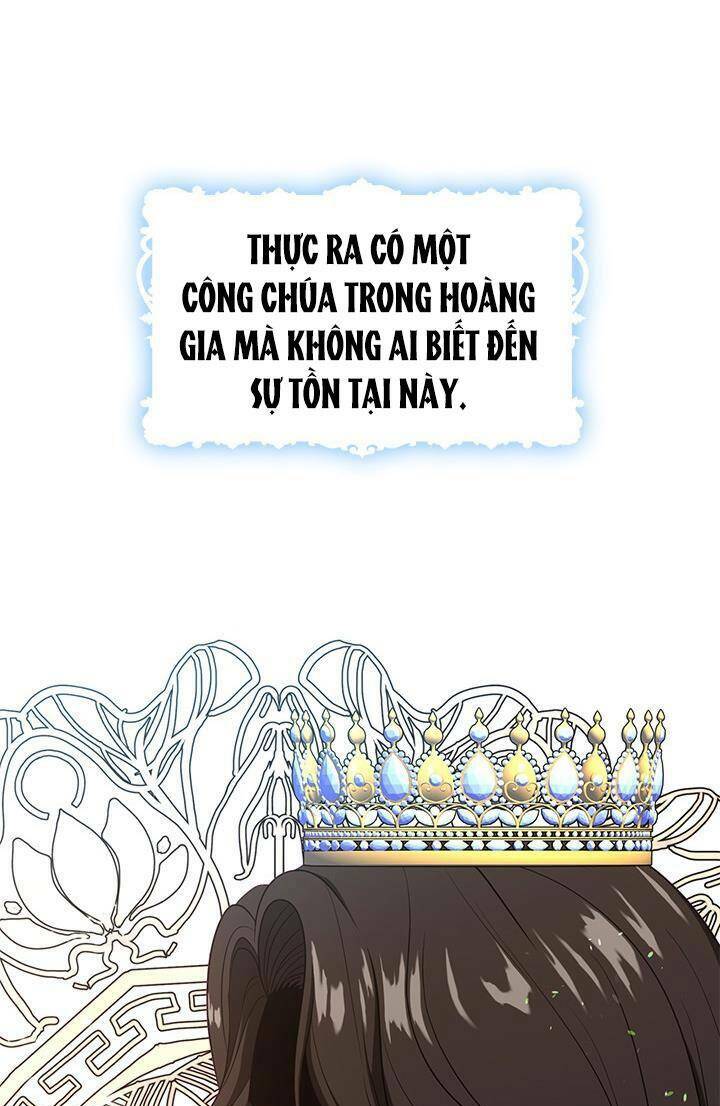 THỰC RA CÓ MỘT
CÔNG CHÚA TRONG HOÀNG
GIA MÀ KHÔNG AI BIẾT ĐẾN
SỰ TỒN TẠI NÀY.